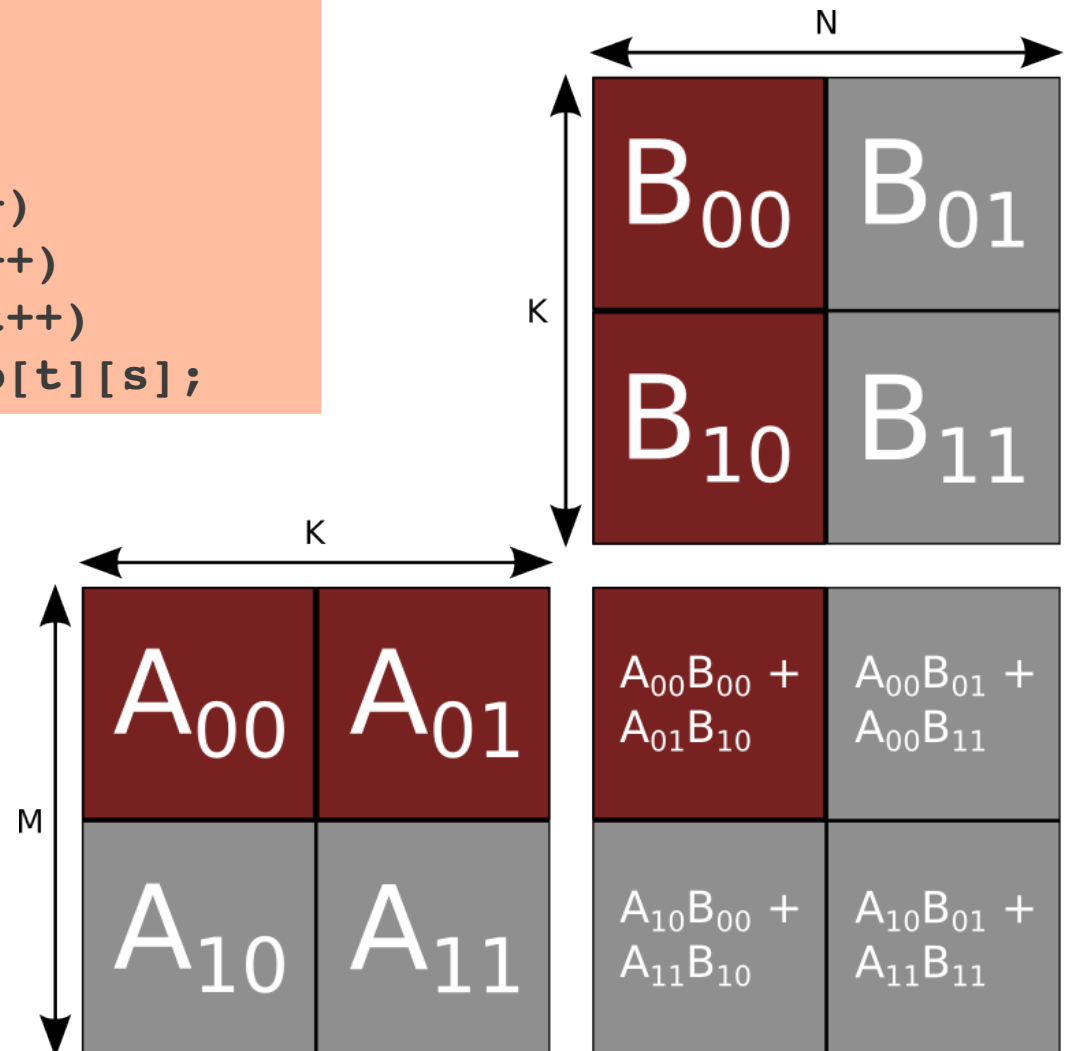 +)
++)
++)
[t][s];
N
B₀₀ B₀₁
K
B₁₀ B₁₁
K
A₀₀ A₀₁
A₀₀B₀₀ + A₀₀B₀₁ +
A₀₁B₁₀ A₀₀B₁₁
M
A₁₀ A₁₁
A₁₀B₀₀ + A₁₀B₀₁ +
A₁₁B₁₀ A₁₁B₁₁